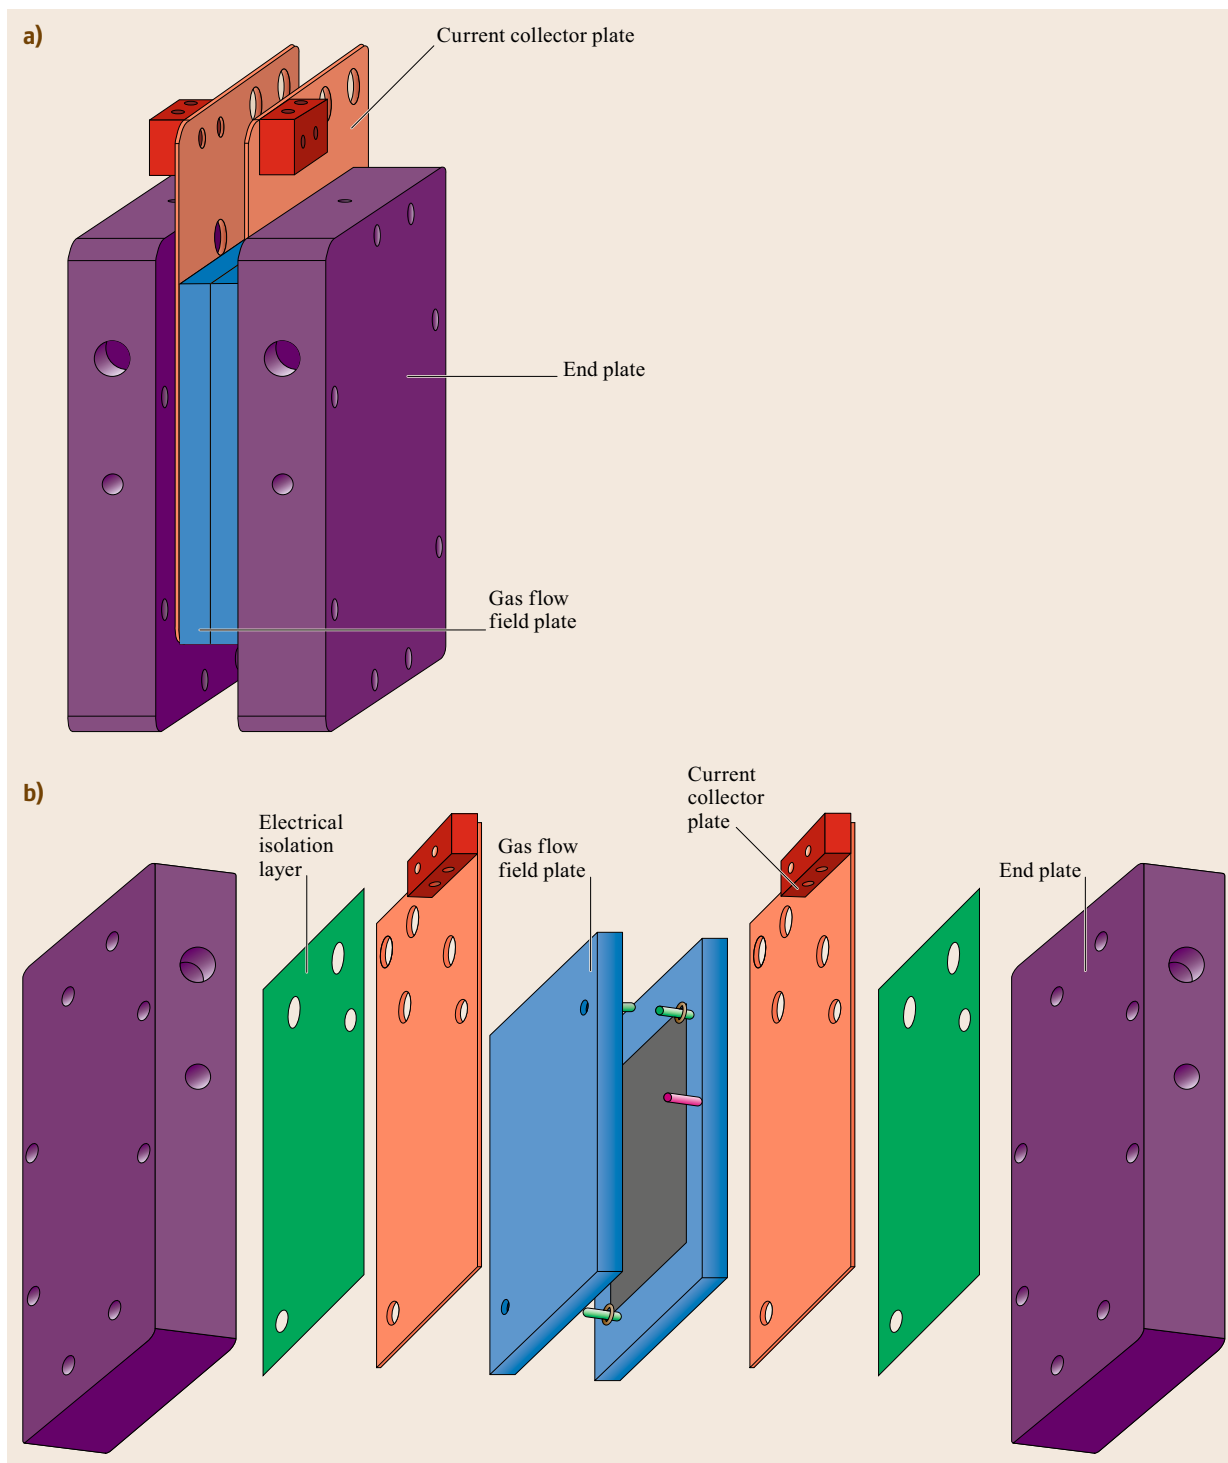 a)
Current collector plate
End plate
Gas flow
field plate
b)
Current
collector
plate
Electrical
isolation
layer
Gas flow
field plate
End plate